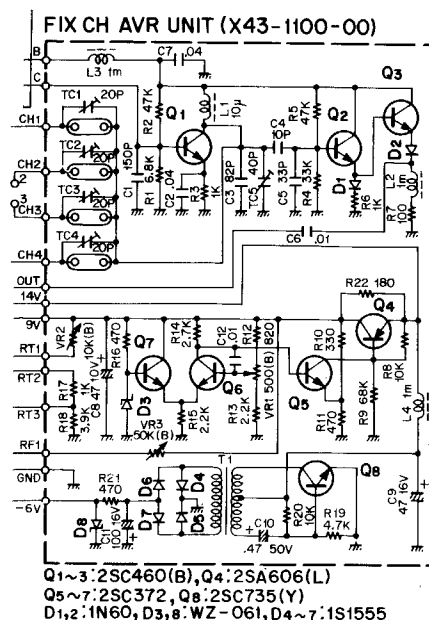 FIX CH AVR UNIT (X43-1100-00)
B
C7 .04
L3 1m
C
TC1
20P
CH1
TC2
20P
CH2
2
TC3
20P
3
CH3
TC4
20P
CH4
OUT
14V
C1 150P
R2 47K
R1 6.8K
Q1
L1 10μ
C2 .04
R3 1K
C3 82P
TC5 40P
C4 10P
C5 33P
R5 47K
R4 33K
Q2
D1
R6 1K
Q3
D2
L2 1m
R7 100
C6 .01
9V
VR2 10K(B)
RT1
RT2
R17 1K
R18 3.9K
RT3
C8 47 10V
R16 470
Q7
D3
R14 2.7K
R15 2.2K
C12 .01
Q6
R12 820
VR1 500(B)
R13 2.2K
R10 330
Q5
R11 470
R22 180
Q4
R8 10K
R9 68K
L4 1m
VR3 50K(B)
RF1
GND
-6V
R21 470
D8
C11 100 16V
D6
D4
D7
D5
T1
C10
.47 50V
Q8
R20 10K
R19 4.7K
C9 47 16V
Q1~3:2SC460(B), Q4:2SA606(L)
Q5~7:2SC372, Q8:2SC735(Y)
D1,2:1N60, D3,8:WZ-061, D4~7:1S1555